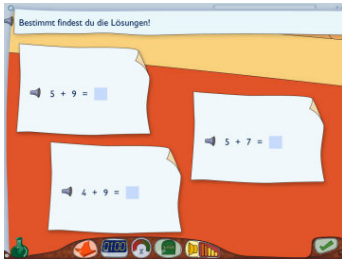 Bestimmt findest du die Lösungen!
5 + 9 =
5 + 7 =
4 + 9 =